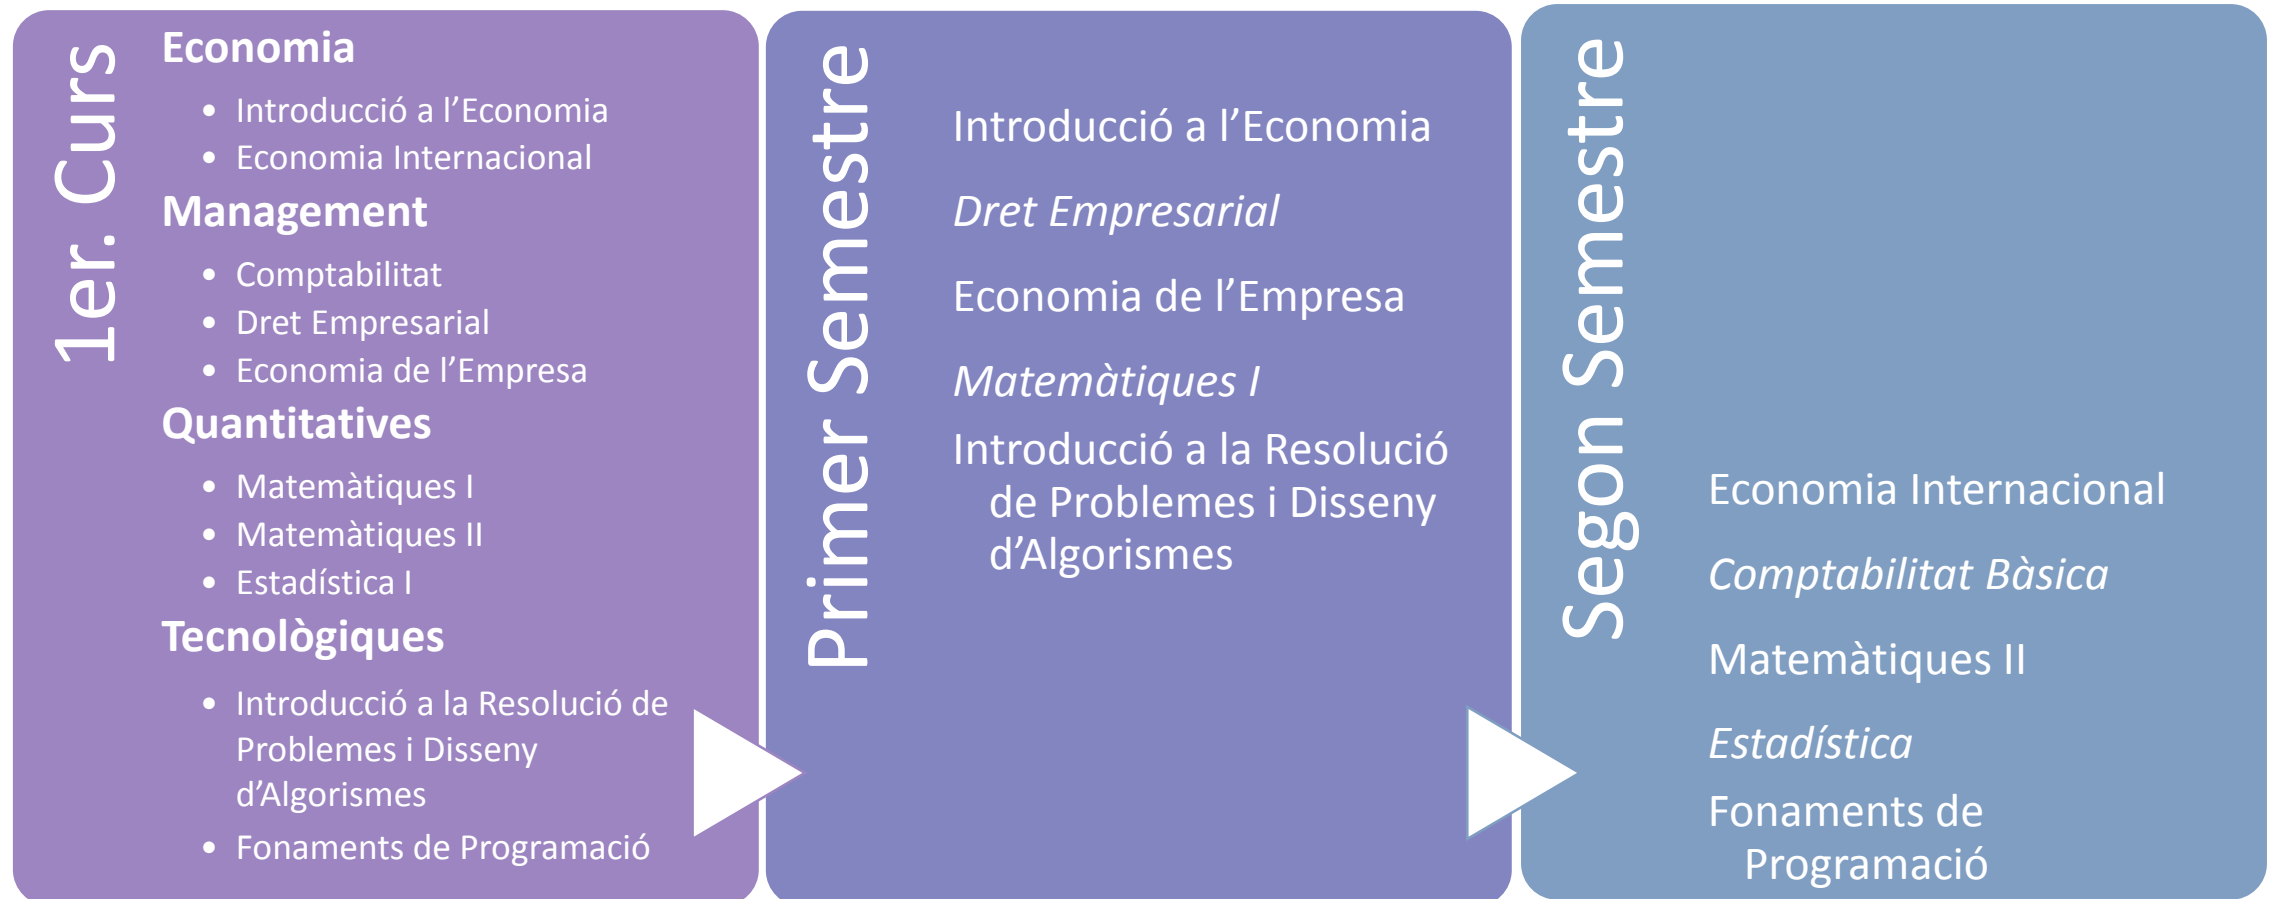 1er. Curs
Economia
• Introducció a l’Economia
• Economia Internacional
Management
• Comptabilitat
• Dret Empresarial
• Economia de l’Empresa
Quantitatives
• Matemàtiques I
• Matemàtiques II
• Estadística I
Tecnològiques
• Introducció a la Resolució de
Problemes i Disseny
d’Algorismes
• Fonaments de Programació
Primer Semestre
Introducció a l’Economia
Dret Empresarial
Economia de l’Empresa
Matemàtiques I
Introducció a la Resolució
de Problemes i Disseny
d’Algorismes
Segon Semestre
Economia Internacional
Comptabilitat Bàsica
Matemàtiques II
Estadística
Fonaments de
Programació